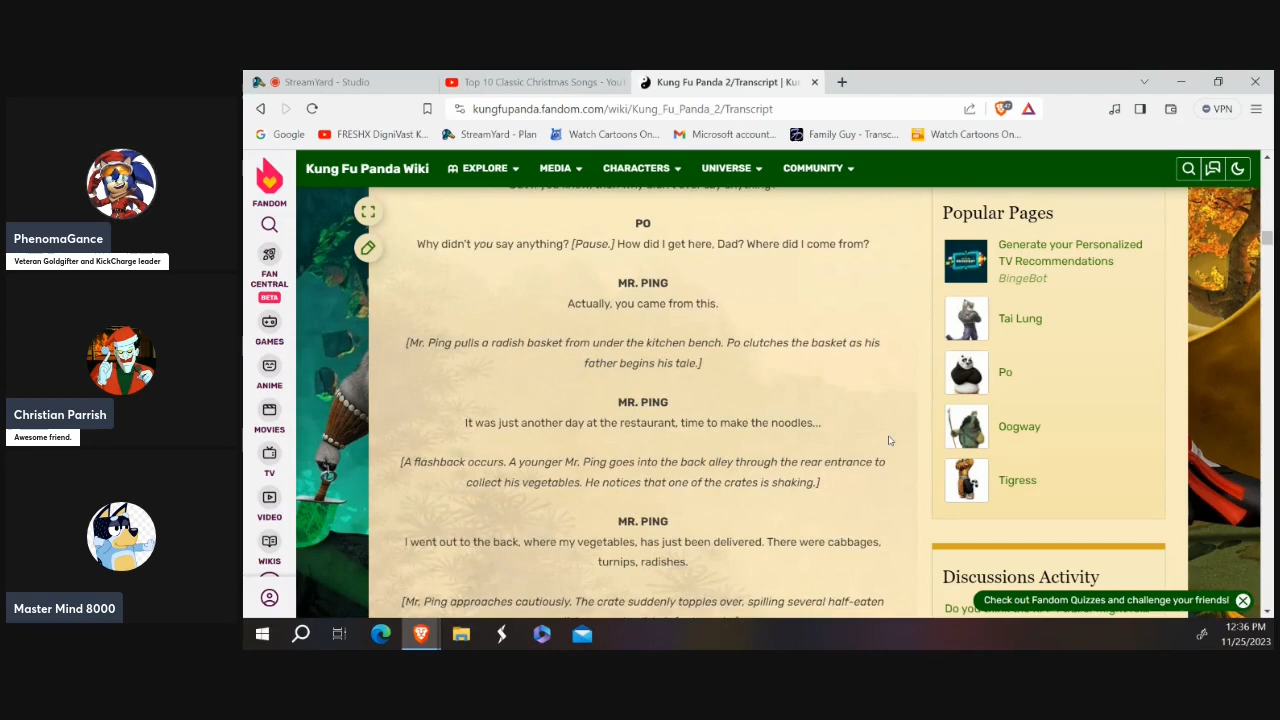 PhenomaGance
Veteran Goldgifter and KickCharge leader
Christian Parrish
Awesome friend.
Master Mind 8000
StreamYard - Studio
Top 10 Classic Christmas Songs - You
Kung Fu Panda 2/Transcript | Ku
kungfupanda.fandom.com/wiki/Kung_Fu_Panda_2/Transcript
VPN
Google
FRESHX DigniVast K...
StreamYard - Plan
Watch Cartoons On...
Microsoft account...
Family Guy - Transc...
Watch Cartoons On...
Kung Fu Panda Wiki
EXPLORE
MEDIA
CHARACTERS
UNIVERSE
COMMUNITY
FANDOM
FAN
CENTRAL
BETA
GAMES
ANIME
MOVIES
TV
VIDEO
WIKIS
PO
Why didn't you say anything? [Pause.] How did I get here, Dad? Where did I come from?
MR. PING
Actually, you came from this.
[Mr. Ping pulls a radish basket from under the kitchen bench. Po clutches the basket as his
father begins his tale.]
MR. PING
It was just another day at the restaurant, time to make the noodles...
[A flashback occurs. A younger Mr. Ping goes into the back alley through the rear entrance to
collect his vegetables. He notices that one of the crates is shaking.]
MR. PING
I went out to the back, where my vegetables, has just been delivered. There were cabbages,
turnips, radishes.
[Mr. Ping approaches cautiously. The crate suddenly topples over, spilling several half-eaten
Popular Pages
Generate your Personalized
TV Recommendations
BingeBot
Tai Lung
Po
Oogway
Tigress
Discussions Activity
Check out Fandom Quizzes and challenge your friends!
12:36 PM
11/25/2023